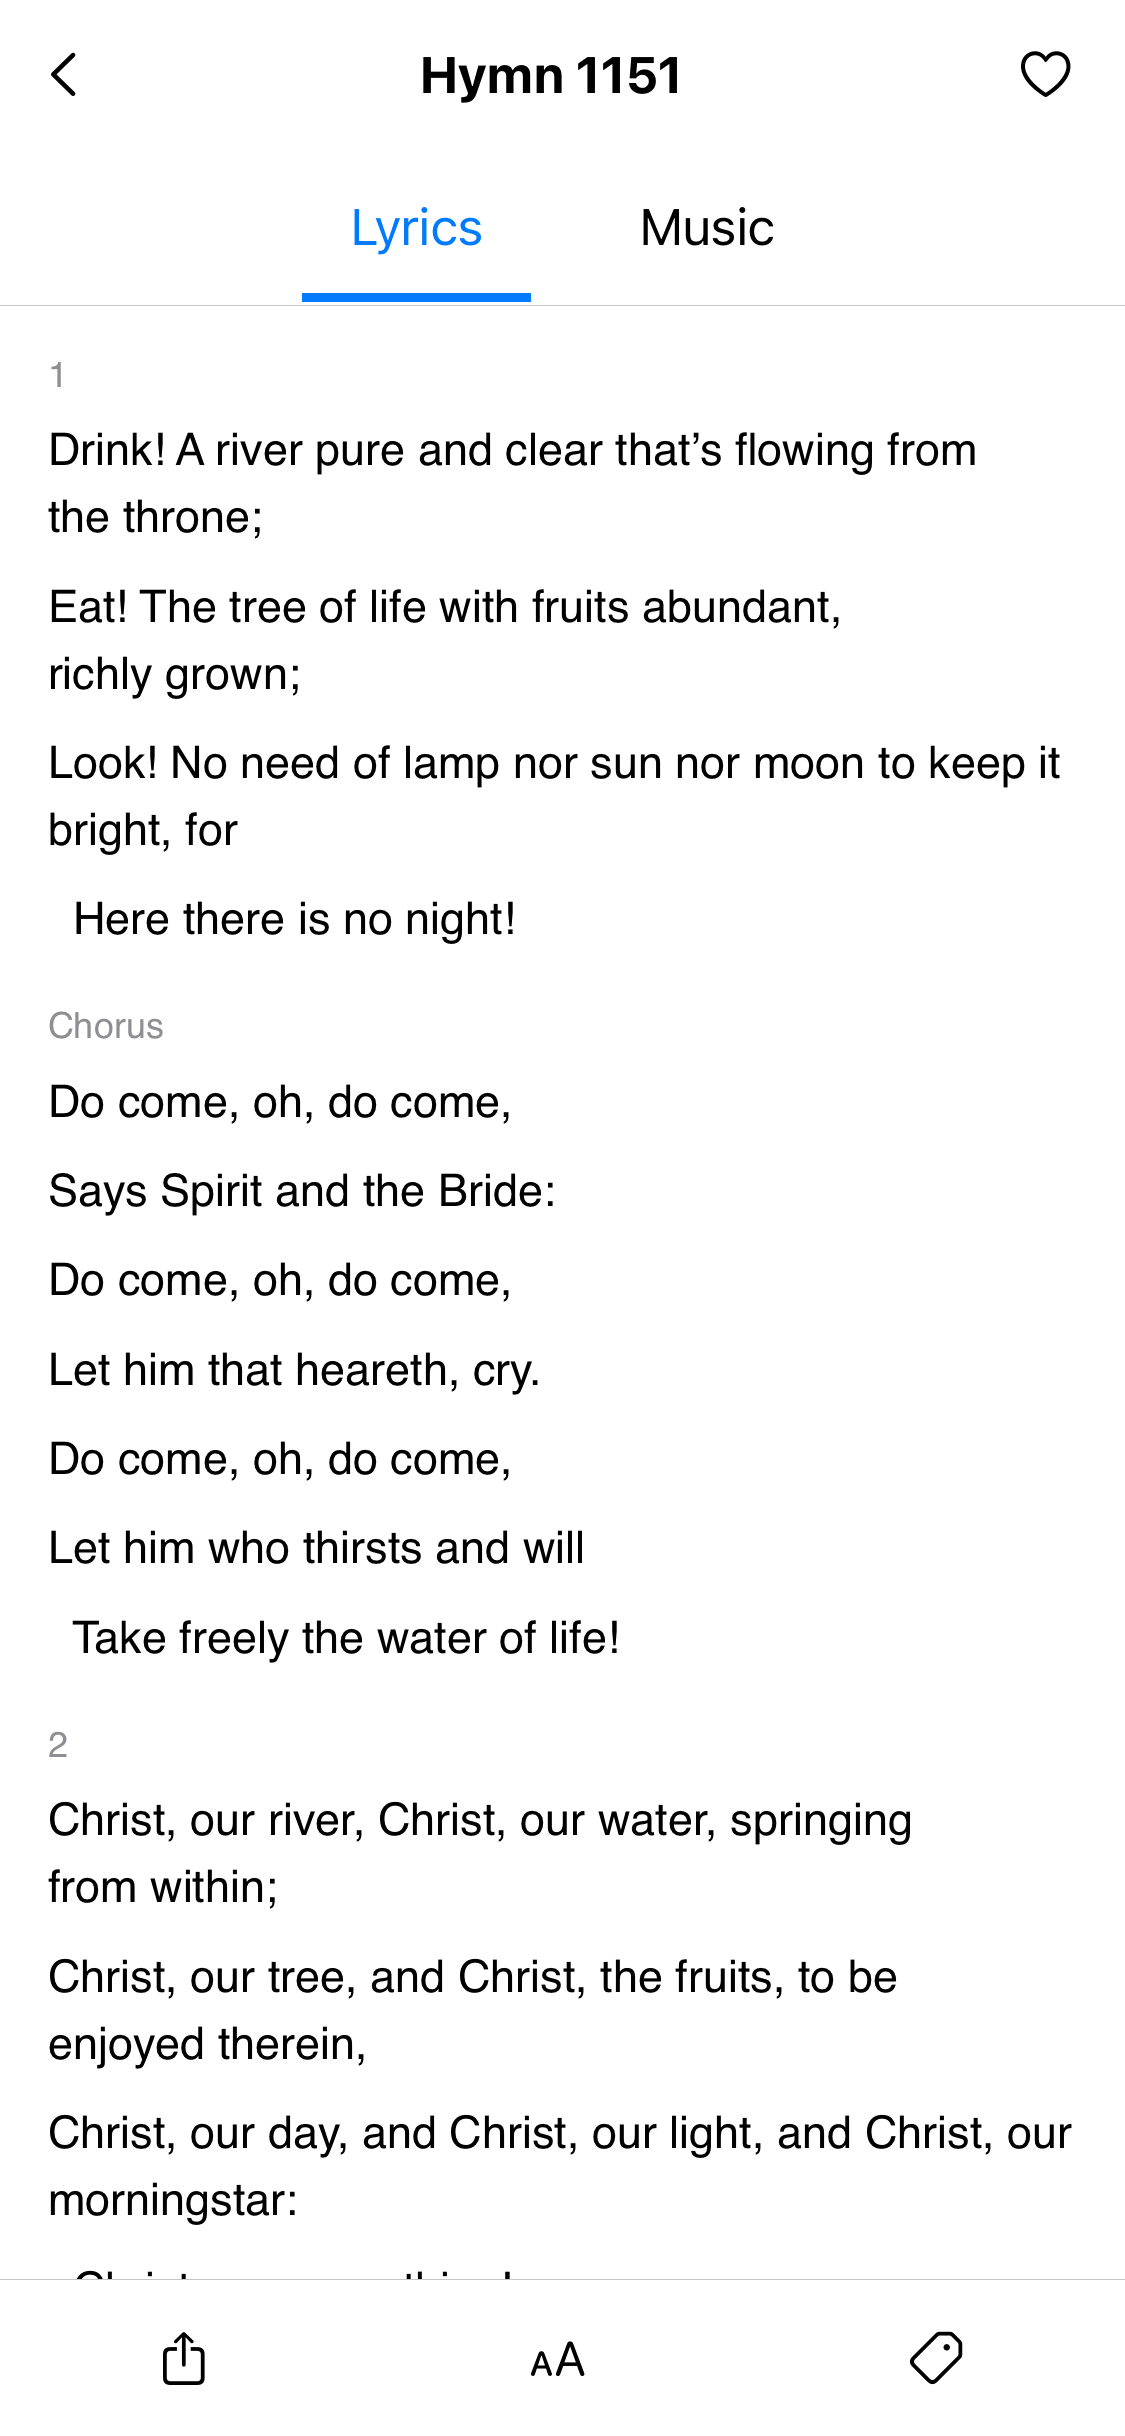 Hymn 1151
Lyrics
Music
1
Drink! A river pure and clear that’s flowing from
the throne;
Eat! The tree of life with fruits abundant,
richly grown;
Look! No need of lamp nor sun nor moon to keep it
bright, for
Here there is no night!
Chorus
Do come, oh, do come,
Says Spirit and the Bride:
Do come, oh, do come,
Let him that heareth, cry.
Do come, oh, do come,
Let him who thirsts and will
Take freely the water of life!
2
Christ, our river, Christ, our water, springing
from within;
Christ, our tree, and Christ, the fruits, to be
enjoyed therein,
Christ, our day, and Christ, our light, and Christ, our
morningstar:
AA